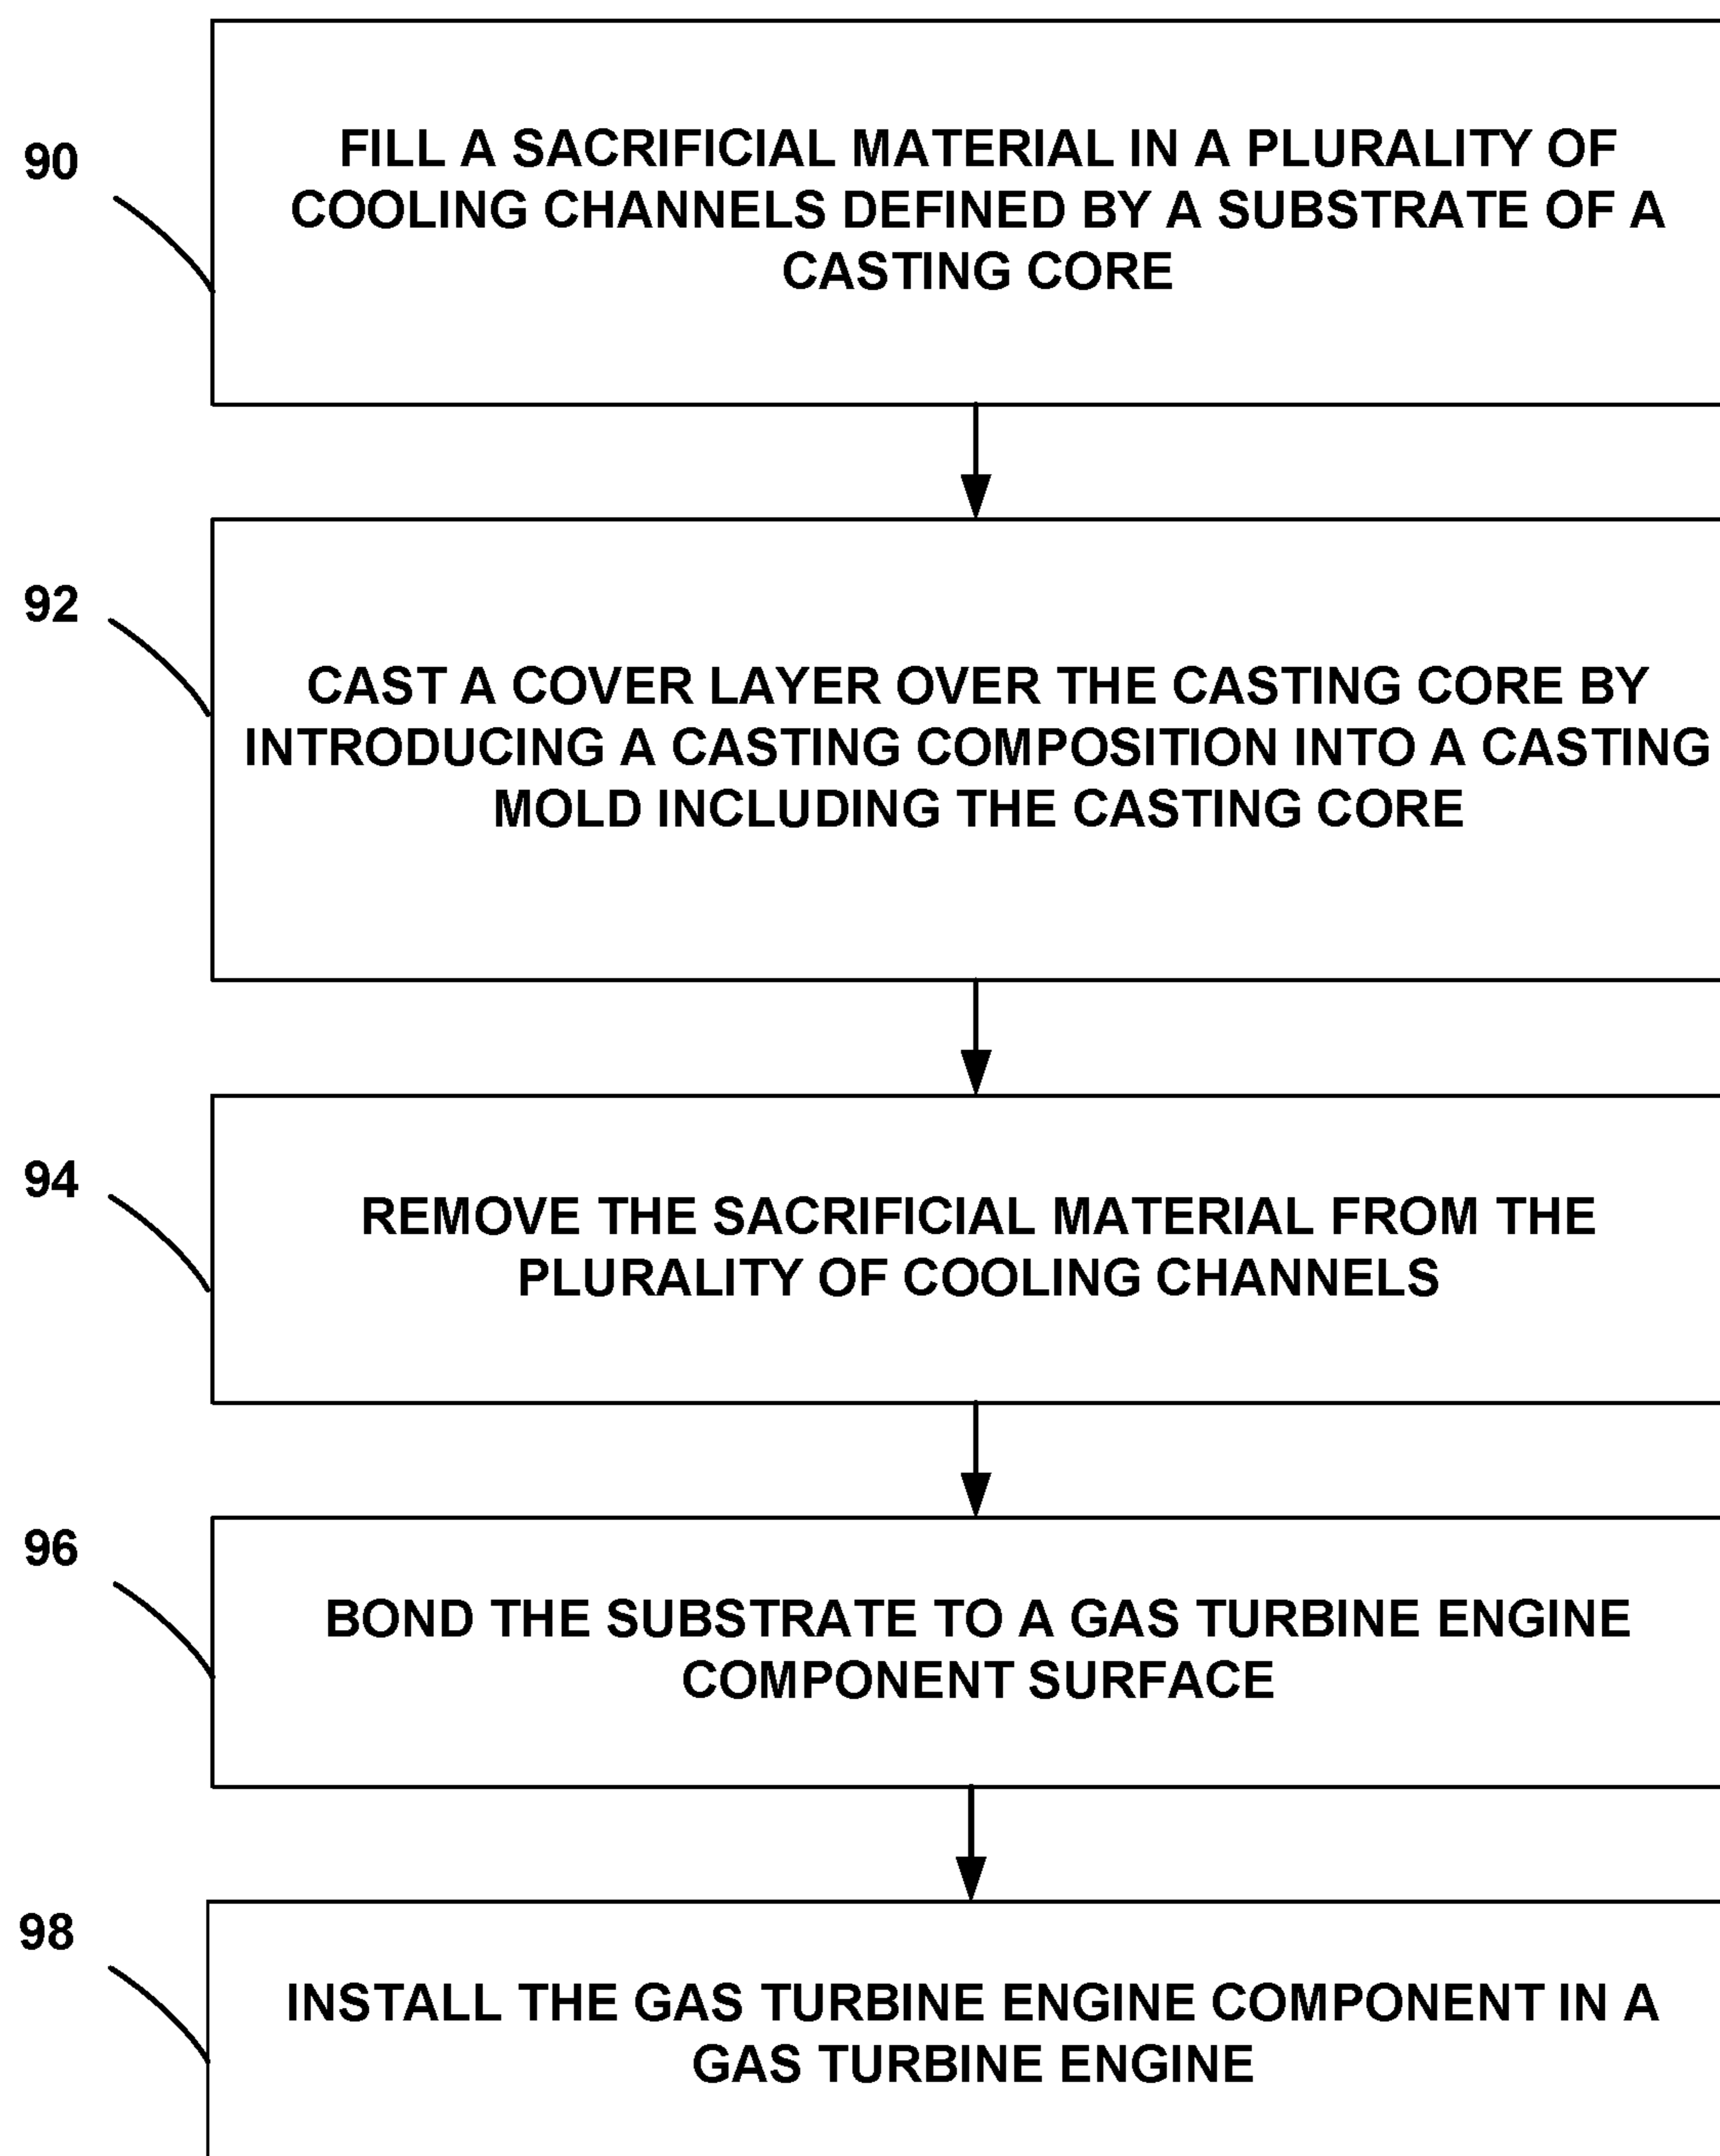 90
FILL A SACRIFICIAL MATERIAL IN A PLURALITY OF
COOLING CHANNELS DEFINED BY A SUBSTRATE OF A
CASTING CORE
92
CAST A COVER LAYER OVER THE CASTING CORE BY
INTRODUCING A CASTING COMPOSITION INTO A CASTING
MOLD INCLUDING THE CASTING CORE
94
REMOVE THE SACRIFICIAL MATERIAL FROM THE
PLURALITY OF COOLING CHANNELS
96
BOND THE SUBSTRATE TO A GAS TURBINE ENGINE
COMPONENT SURFACE
98
INSTALL THE GAS TURBINE ENGINE COMPONENT IN A
GAS TURBINE ENGINE